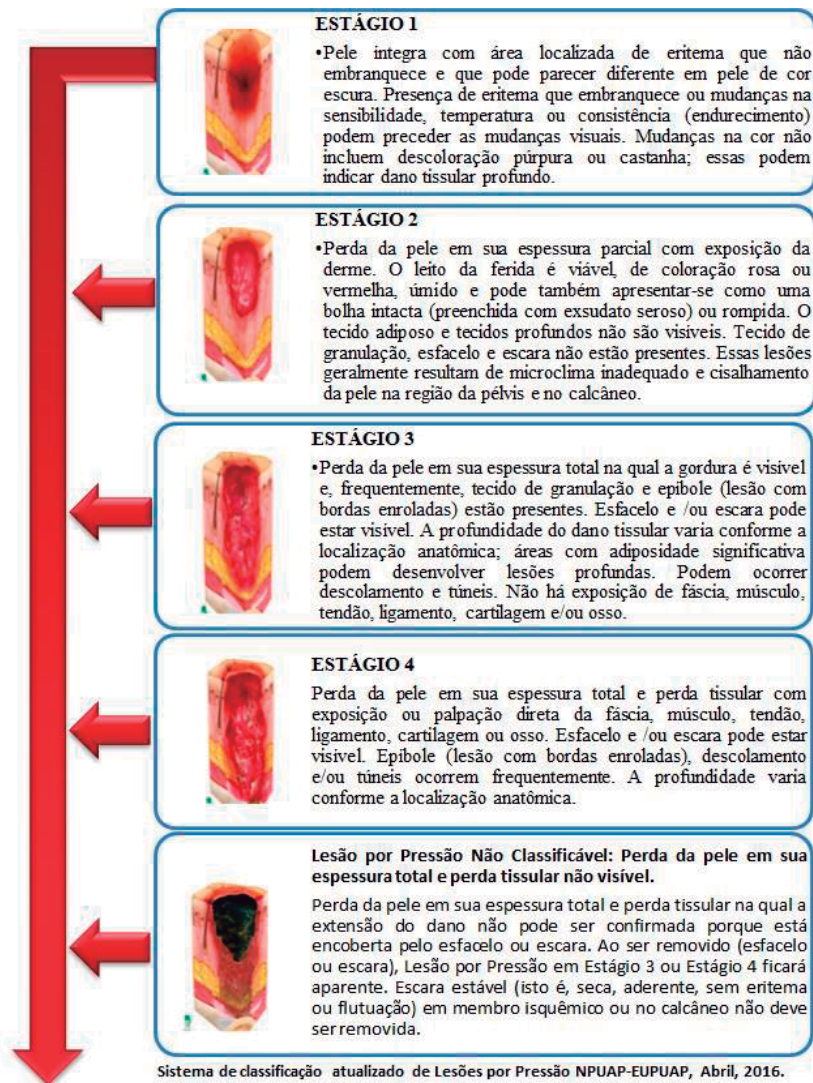 ESTÁGIO 1
•Pele íntegra com área localizada de eritema que não
embranquece e que pode parecer diferente em pele de cor
escura. Presença de eritema que embranquece ou mudanças na
sensibilidade, temperatura ou consistência (endurecimento)
podem preceder as mudanças visuais. Mudanças na cor não
incluem descoloração púrpura ou castanha; essas podem
indicar dano tissular profundo.
ESTÁGIO 2
•Perda da pele em sua espessura parcial com exposição da
derme. O leito da ferida é viável, de coloração rosa ou
vermelha, úmido e pode também apresentar-se como uma
bolha intacta (preenchida com exsudato seroso) ou rompida. O
tecido adiposo e tecidos profundos não são visíveis. Tecido de
granulação, esfacelo e escara não estão presentes. Essas lesões
geralmente resultam de microclima inadequado e cisalhamento
da pele na região da pélvis e no calcâneo.
ESTÁGIO 3
•Perda da pele em sua espessura total na qual a gordura é visível
e, frequentemente, tecido de granulação e epíbole (lesão com
bordas enroladas) estão presentes. Esfacelo e /ou escara pode
estar visível. A profundidade do dano tissular varia conforme a
localização anatômica; áreas com adiposidade significativa
podem desenvolver lesões profundas. Podem ocorrer
descolamento e túneis. Não há exposição de fáscia, músculo,
tendão, ligamento, cartilagem e/ou osso.
ESTÁGIO 4
Perda da pele em sua espessura total e perda tissular com
exposição ou palpação direta da fáscia, músculo, tendão,
ligamento, cartilagem ou osso. Esfacelo e /ou escara pode estar
visível. Epíbole (lesão com bordas enroladas), descolamento
e/ou túneis ocorrem frequentemente. A profundidade varia
conforme a localização anatômica.
Lesão por Pressão Não Classificável: Perda da pele em sua
espessura total e perda tissular não visível.
Perda da pele em sua espessura total e perda tissular na qual a
extensão do dano não pode ser confirmada porque está
encoberta pelo esfacelo ou escara. Ao ser removido (esfacelo
ou escara), Lesão por Pressão em Estágio 3 ou Estágio 4 ficará
aparente. Escara estável (isto é, seca, aderente, sem eritema
ou flutuação) em membro isquêmico ou no calcâneo não deve
ser removida.
Sistema de classificação atualizado de Lesões por Pressão NPUAP-EUPUAP, Abril, 2016.